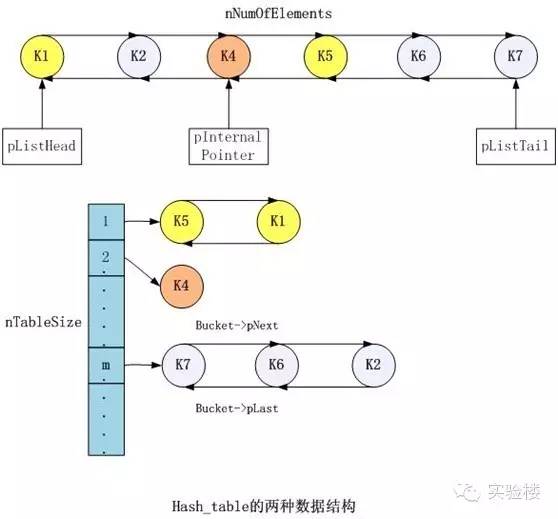 nNumOfElements
K1 K2 K4 K5 K6 K7
pListHead
pInternal
Pointer
pListTail
1
K5 K1
2
K4
nTableSize
Bucket->pNext
m
K7 K6 K2
Bucket->pLast
Hash_table的两种数据结构
实验楼